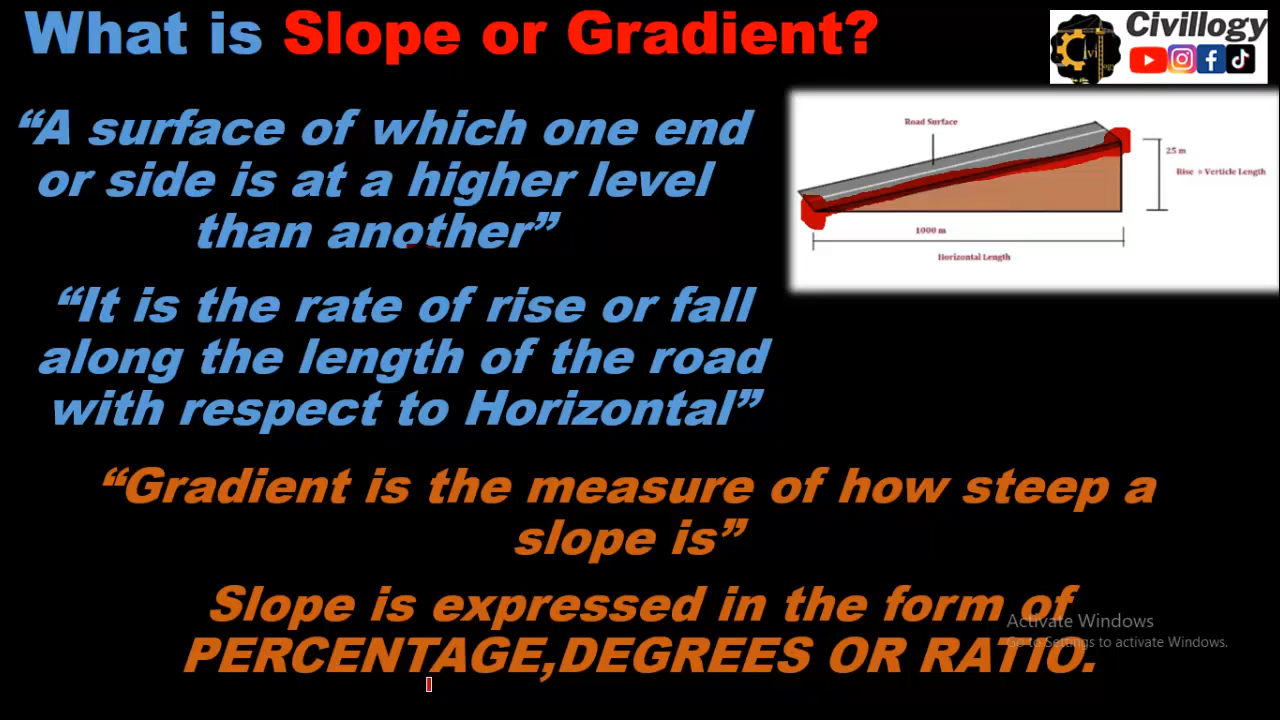 What is Slope or Gradient?
Civillogy
“A surface of which one end
or side is at a higher level
than another”
Road Surface
25 m
Rise = Verticle Length
1000 m
Horizontal Length
“It is the rate of rise or fall
along the length of the road
with respect to Horizontal”
“Gradient is the measure of how steep a
slope is”
Slope is expressed in the form of
PERCENTAGE,DEGREES OR RATIO.
Activate Windows
Go to Settings to activate Windows.